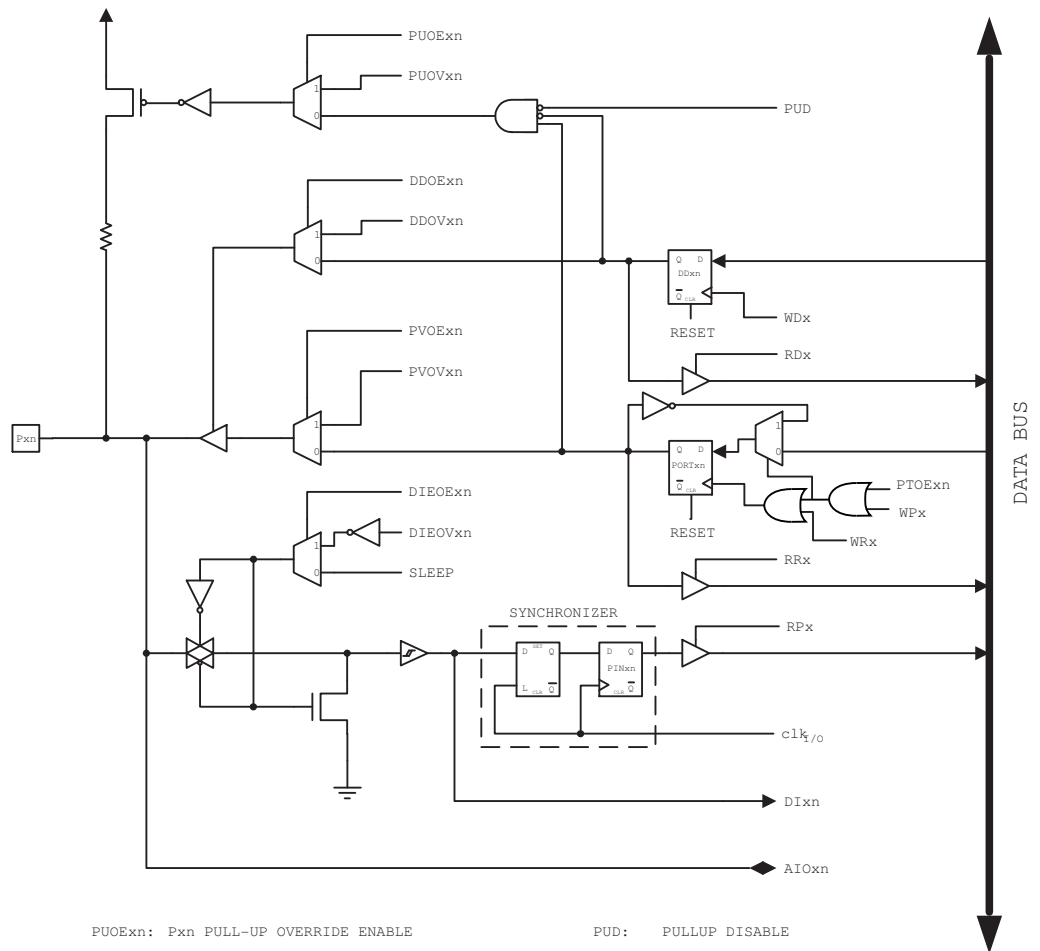 PUOExn
PUOVxn
1
0
PUD
DDOExn
DDOVxn
1
0
Q D
DDxn
Q CLR
WDx
RESET
PVOExn
RDx
PVOVxn
DATA BUS
1
0
Pxn
1
0
Q D
PORTxn
Q CLR
PTOExn
WPx
RESET
WRx
DIEOExn
DIEOVxn
1
0
SLEEP
RRx
SYNCHRONIZER
RPx
D SET Q
L CLR Q
D Q
PINxn
CLR Q
clk I/O
DIxn
AIOxn
PUOExn: Pxn PULL-UP OVERRIDE ENABLE
PUD: PULLUP DISABLE